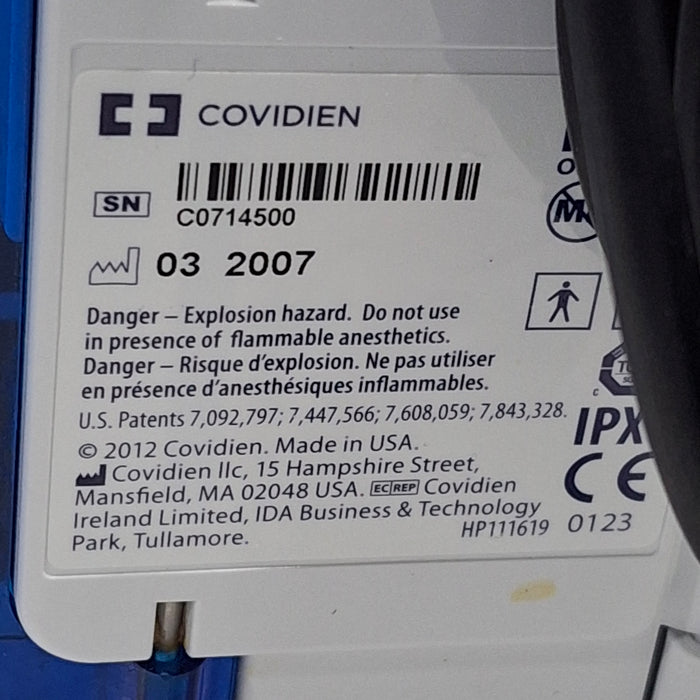 COVIDIEN
SN
C0714500
03 2007
Danger – Explosion hazard. Do not use
in presence of flammable anesthetics.
Danger – Risque d'explosion. Ne pas utiliser
en présence d'anesthésiques inflammables.
U.S. Patents 7,092,797; 7,447,566; 7,608,059; 7,843,328.
© 2012 Covidien. Made in USA.
Covidien llc, 15 Hampshire Street,
Mansfield, MA 02048 USA. EC REP Covidien
Ireland Limited, IDA Business & Technology
Park, Tullamore.
HP111619
IPX
CE
0123